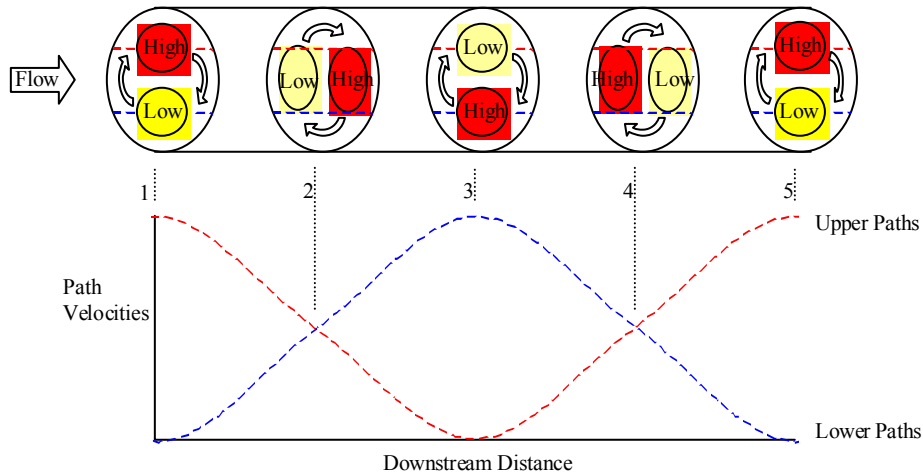 High
Low
High
Low
High
Flow
Low
High
High
Low
Low
1
2
3
4
5
Upper Paths
Path
Velocities
Lower Paths
Downstream Distance